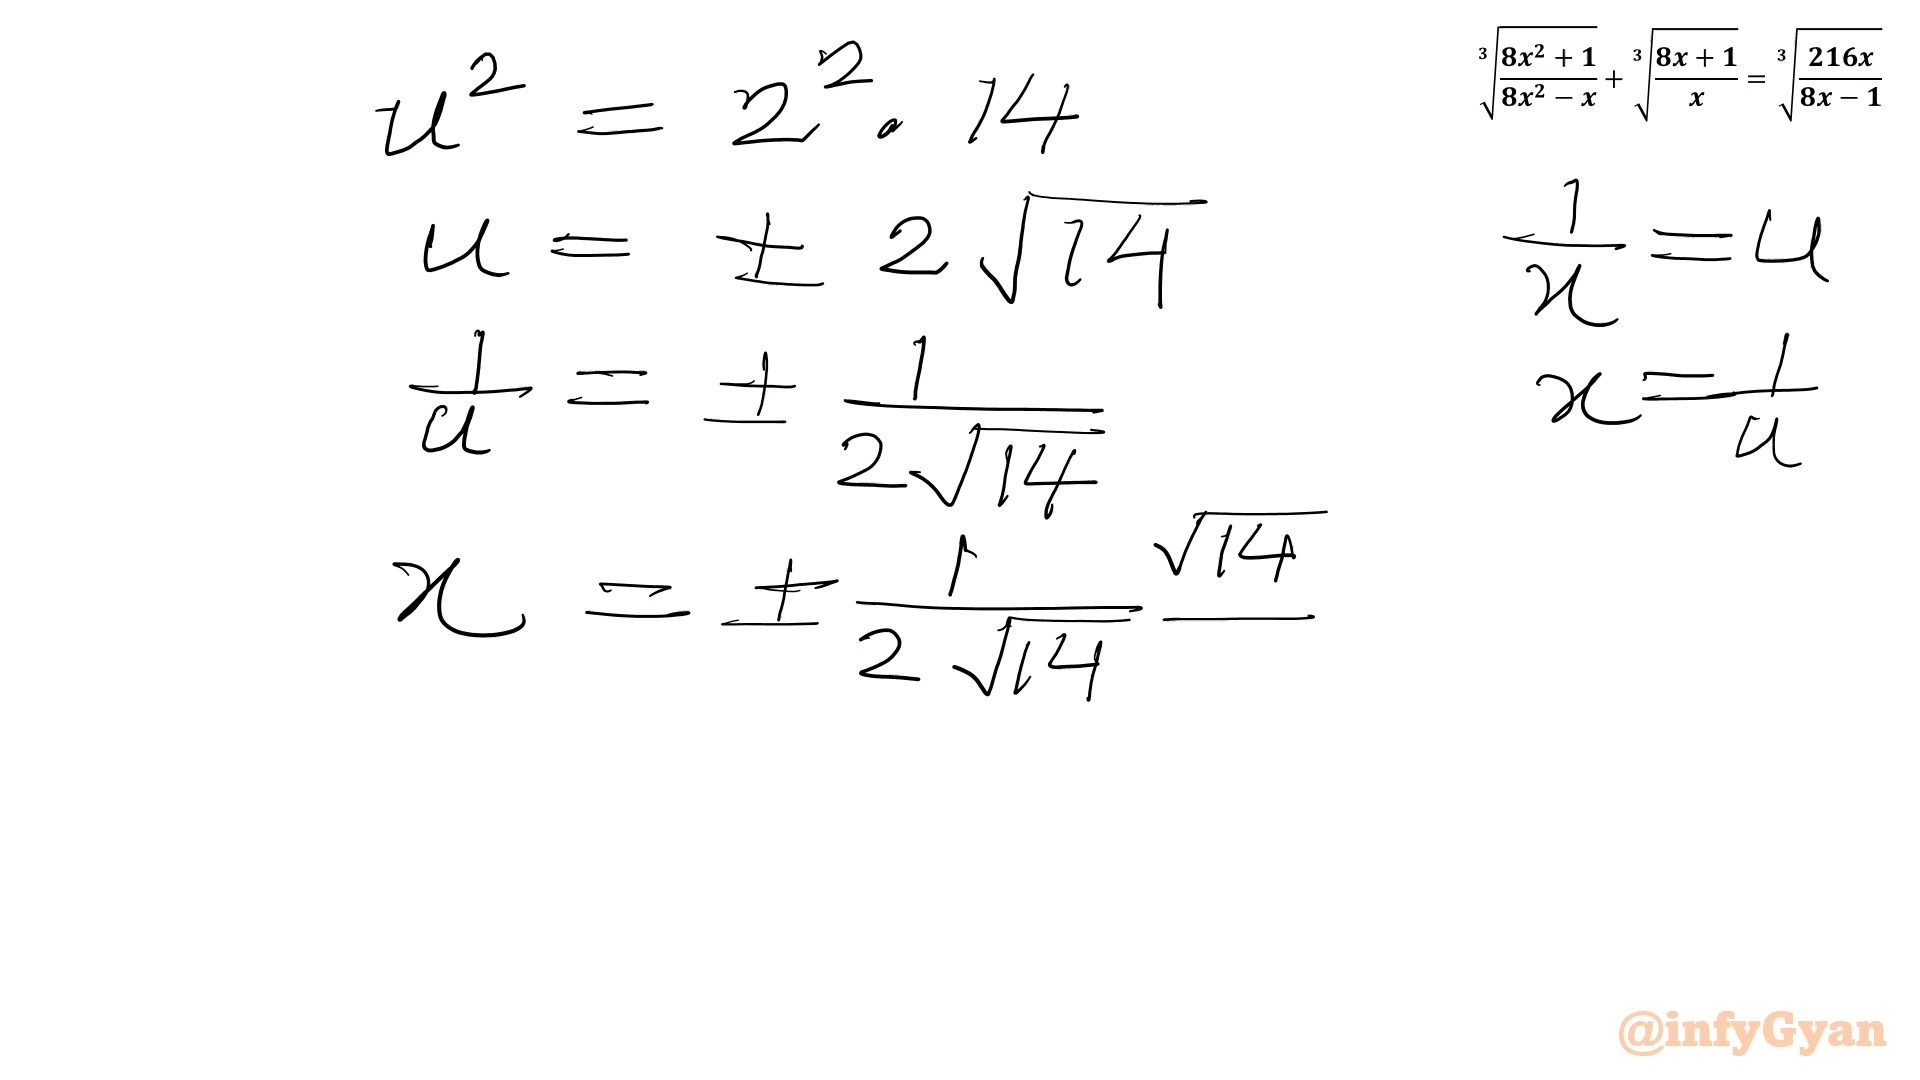 ∛((8x² + 1)/(8x² − x)) + ∛((8x + 1)/x) = ∛(216x/(8x − 1))
u² = 2² · 14
u = ± 2√14
1/u = ± 1/(2√14)
x = ± 1/(2√14) √14/
1/x = u
x = 1/u
@infyGyan